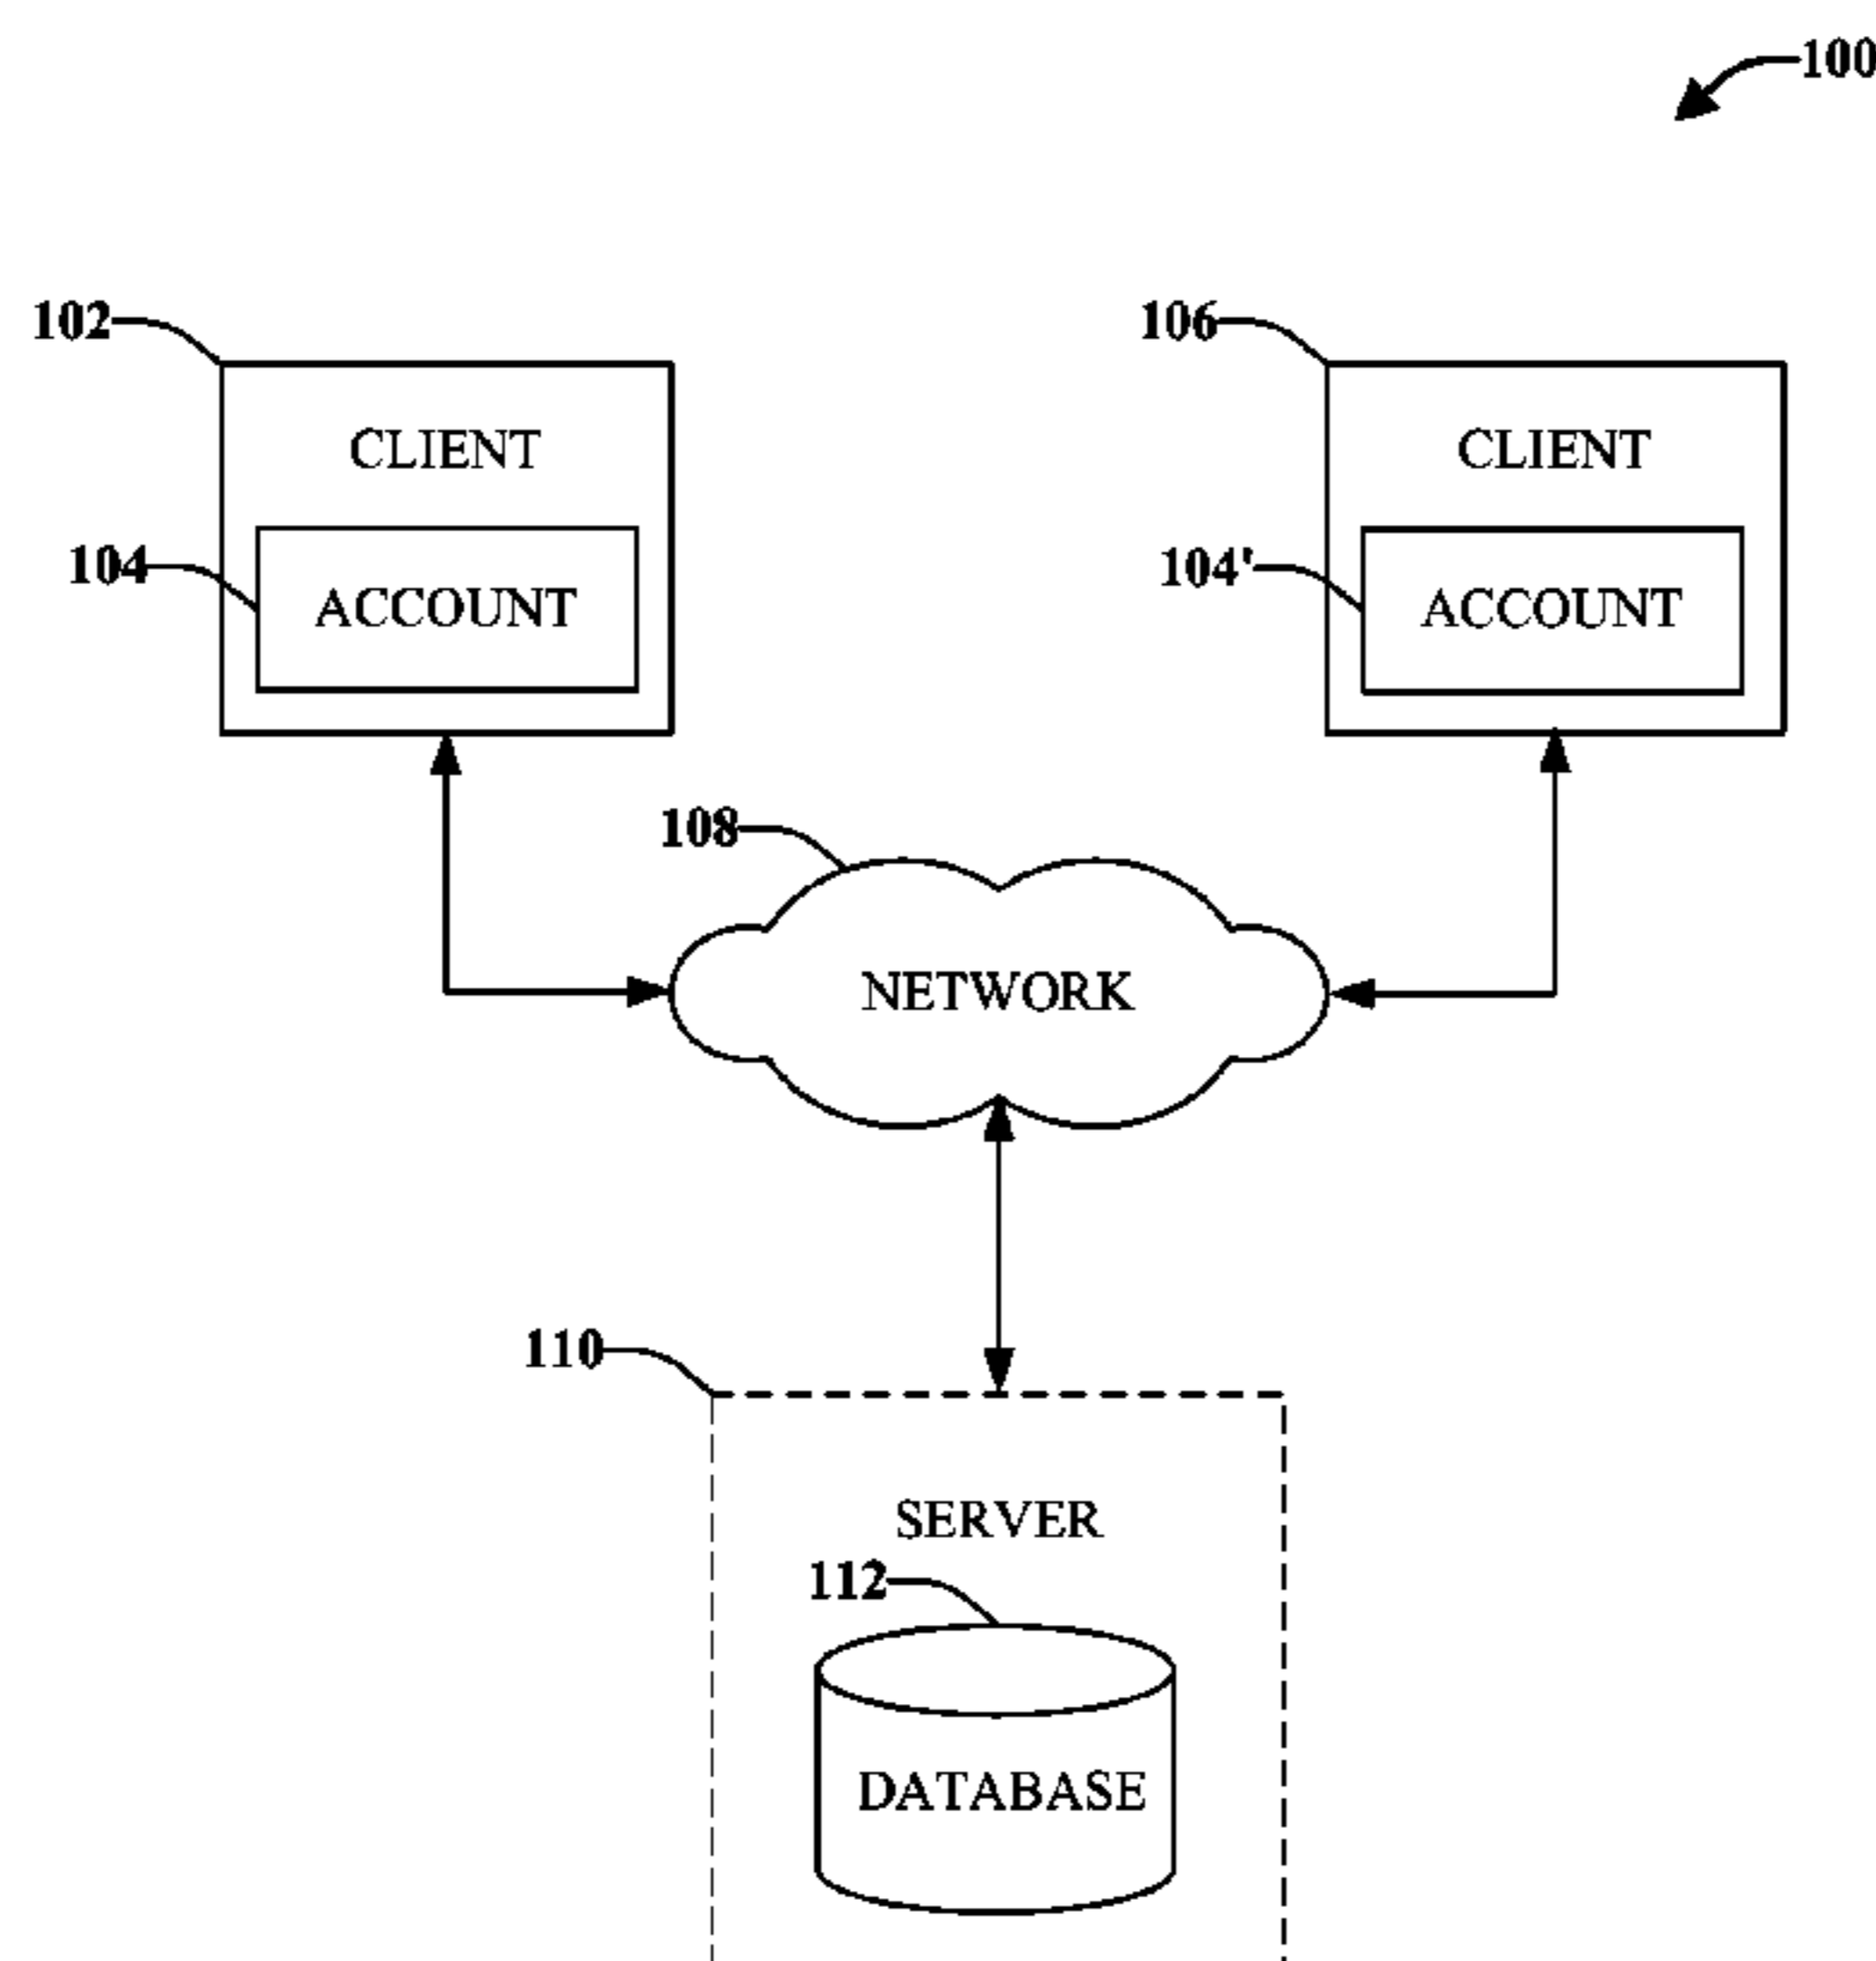 100
102
106
CLIENT
CLIENT
104
104'
ACCOUNT
ACCOUNT
108
NETWORK
110
SERVER
112
DATABASE